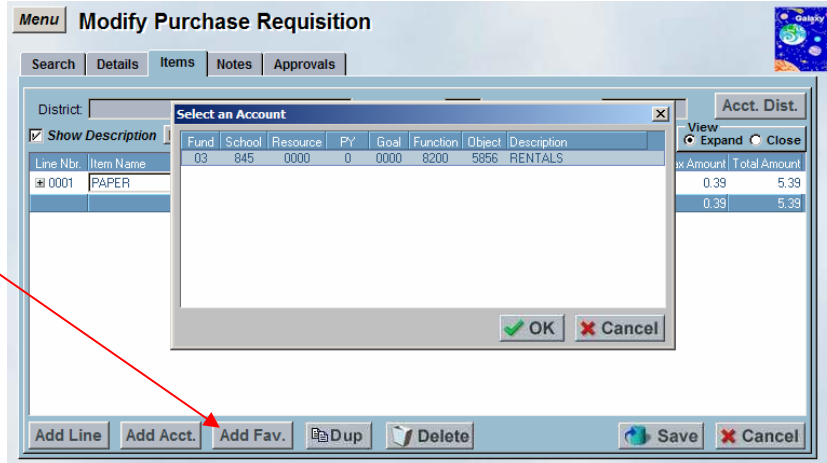 Menu Modify Purchase Requisition
Galaxy
Search Details Items Notes Approvals
District: Acct. Dist.
Select an Account
Show Description View
Expand Close
Fund School Resource PY Goal Function Object Description
03 845 0000 0 0000 8200 5856 RENTALS
Line Nbr. Item Name Amount Total Amount
0001 PAPER 0.39 5.39
0.39 5.39
OK Cancel
Add Line Add Acct. Add Fav. Dup Delete Save Cancel